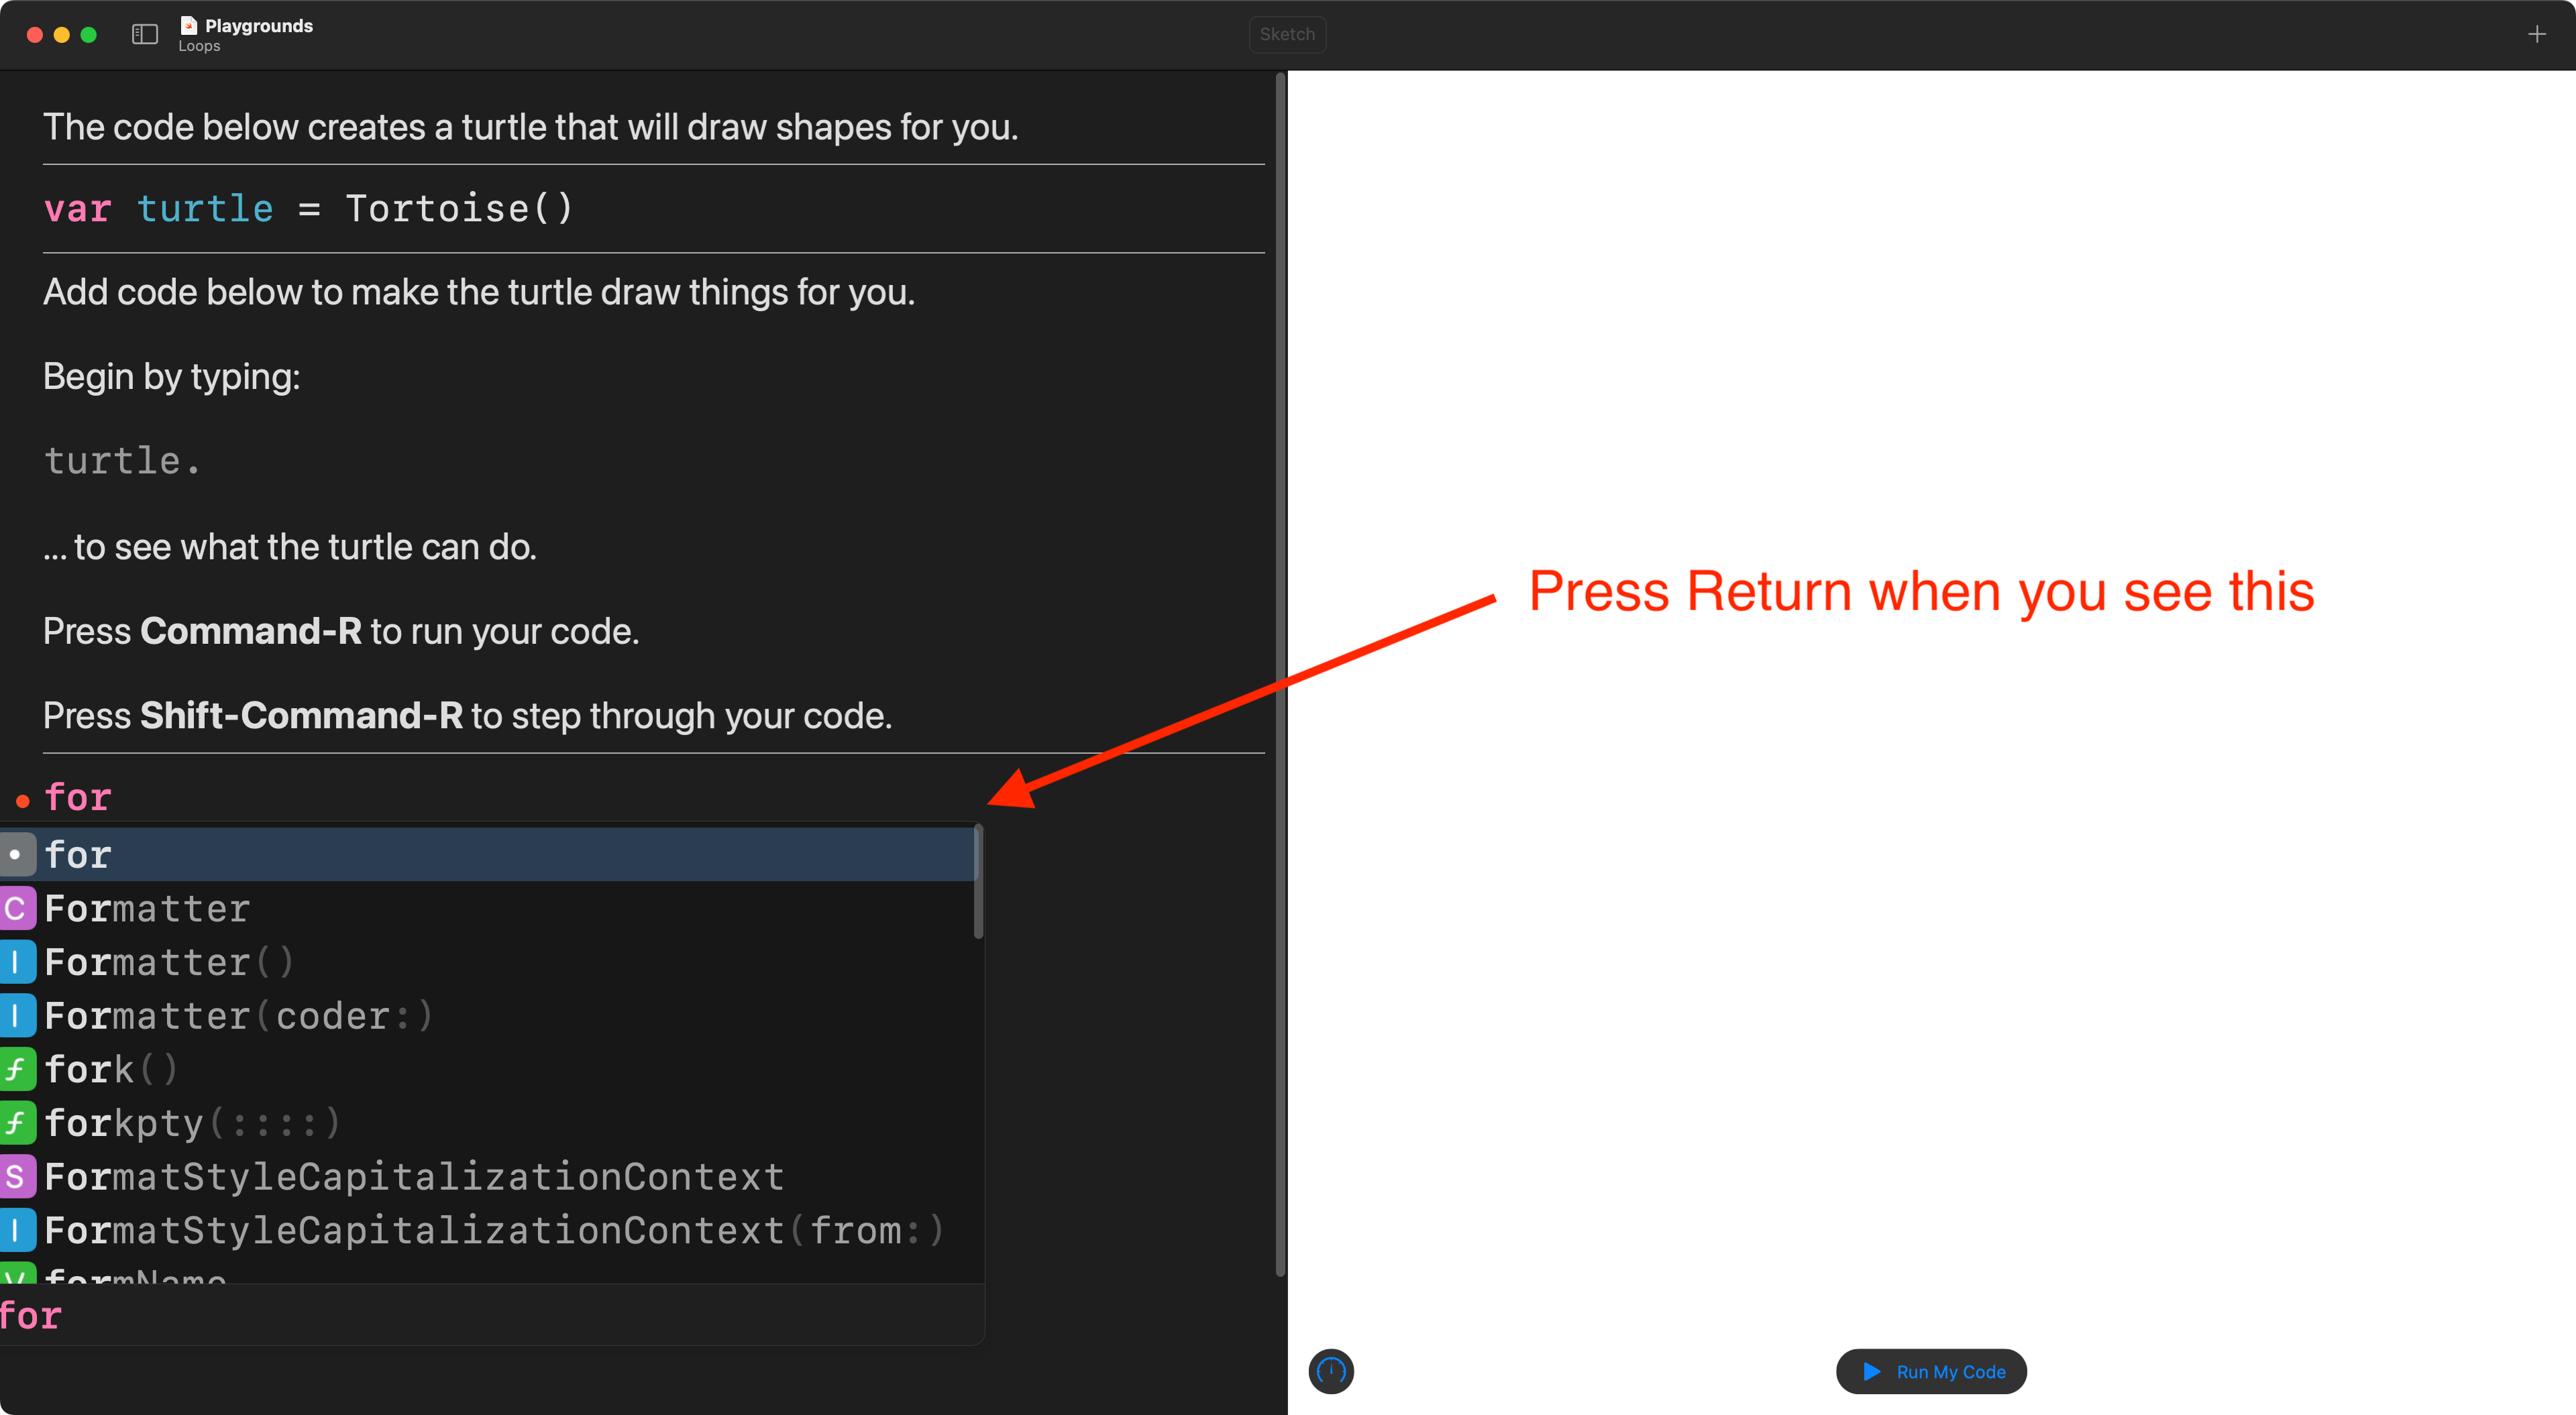 Playgrounds
Loops
Sketch
The code below creates a turtle that will draw shapes for you.
var turtle = Tortoise()
Add code below to make the turtle draw things for you.
Begin by typing:
turtle.
... to see what the turtle can do.
Press Command-R to run your code.
Press Shift-Command-R to step through your code.
for
for
C Formatter
I Formatter()
I Formatter(coder:)
f fork()
f forkpty(::::)
S FormatStyleCapitalizationContext
I FormatStyleCapitalizationContext(from:)
V formName
for
Press Return when you see this
Run My Code